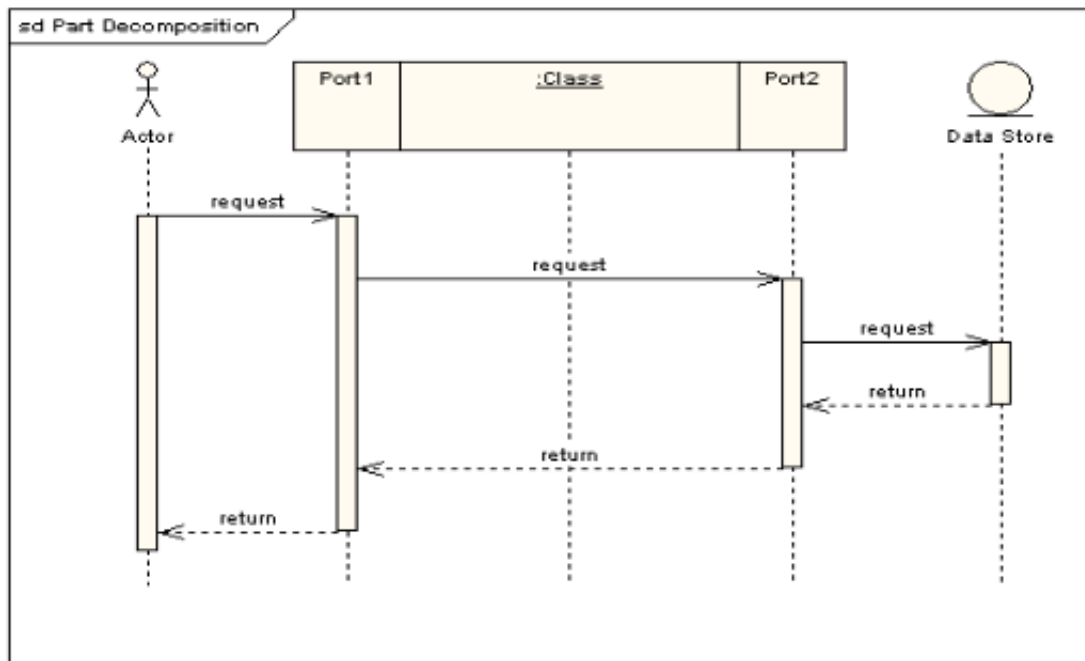 sd Part Decomposition
Port1
:Class
Port2
Actor
Data Store
request
request
request
return
return
return